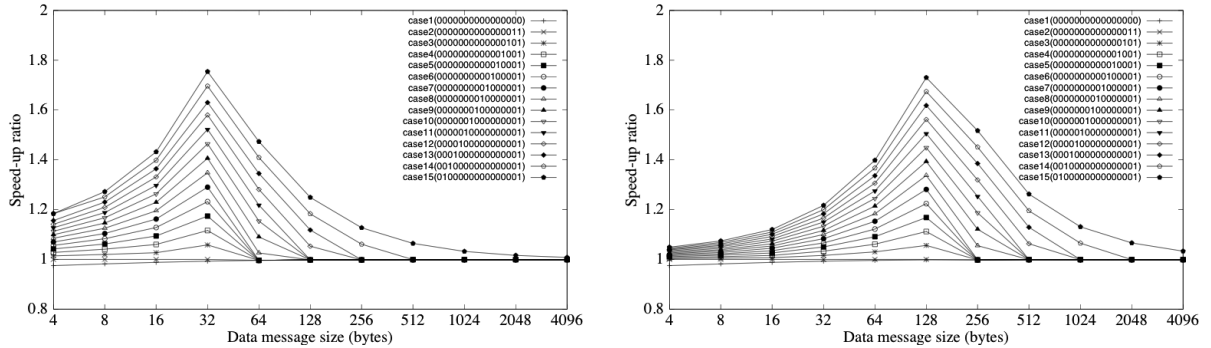 2
1.8
1.6
1.4
1.2
1
0.8
Speed-up ratio
case1(0000000000000000)
case2(0000000000000011)
case3(0000000000000101)
case4(0000000000001001)
case5(0000000000010001)
case6(0000000000100001)
case7(0000000001000001)
case8(0000000010000001)
case9(0000000100000001)
case10(0000001000000001)
case11(0000010000000001)
case12(0000100000000001)
case13(0001000000000001)
case14(0010000000000001)
case15(0100000000000001)
4 8 16 32 64 128 256 512 1024 2048 4096
Data message size (bytes)
2
1.8
1.6
1.4
1.2
1
0.8
Speed-up ratio
case1(0000000000000000)
case2(0000000000000011)
case3(0000000000000101)
case4(0000000000001001)
case5(0000000000010001)
case6(0000000000100001)
case7(0000000001000001)
case8(0000000010000001)
case9(0000000100000001)
case10(0000001000000001)
case11(0000010000000001)
case12(0000100000000001)
case13(0001000000000001)
case14(0010000000000001)
case15(0100000000000001)
4 8 16 32 64 128 256 512 1024 2048 4096
Data message size (bytes)